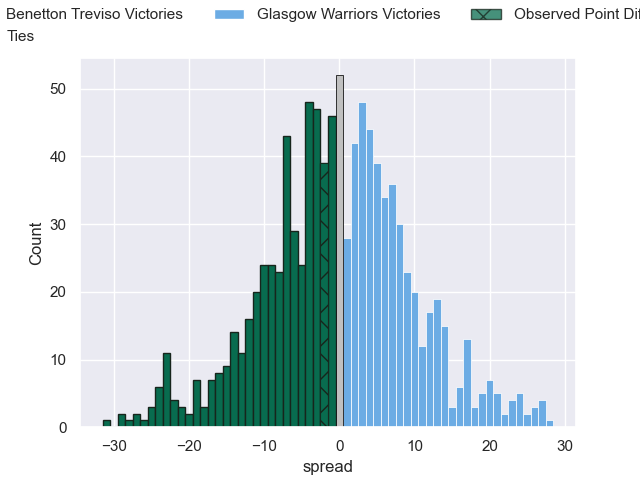 Benetton Treviso Victories Glasgow Warriors Victories Observed Point Dif
Ties
50
40
30
20
10
0
Count
−30 −20 −10 0 10 20 30
spread